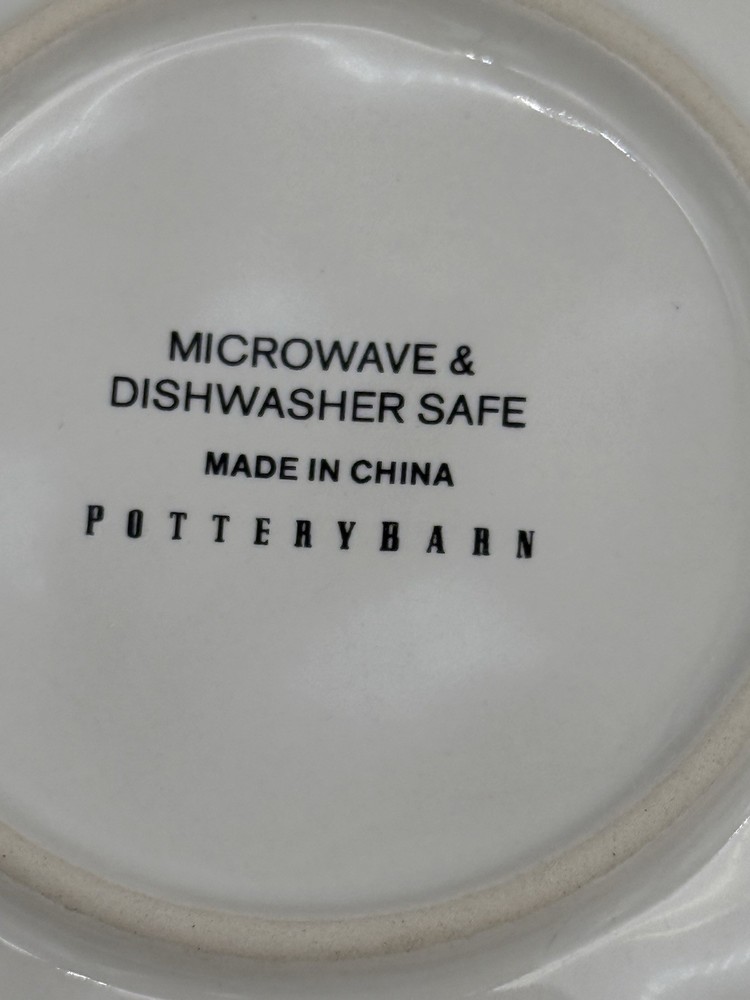 MICROWAVE &
DISHWASHER SAFE
MADE IN CHINA
POTTERYBARN